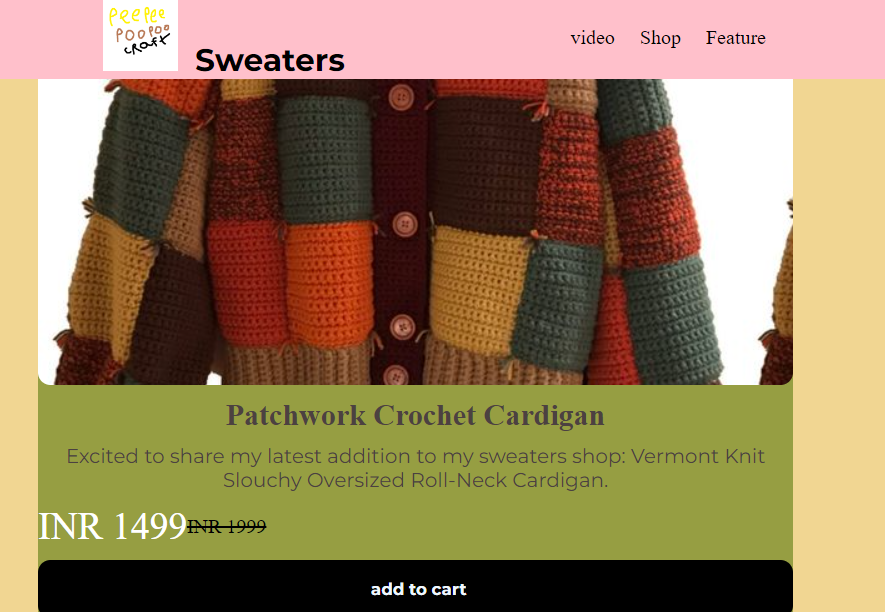 PEEPEE
POOPOO
CRAFT
Sweaters
video Shop Feature
Patchwork Crochet Cardigan
Excited to share my latest addition to my sweaters shop: Vermont Knit
Slouchy Oversized Roll-Neck Cardigan.
INR 1499 INR 1999
add to cart